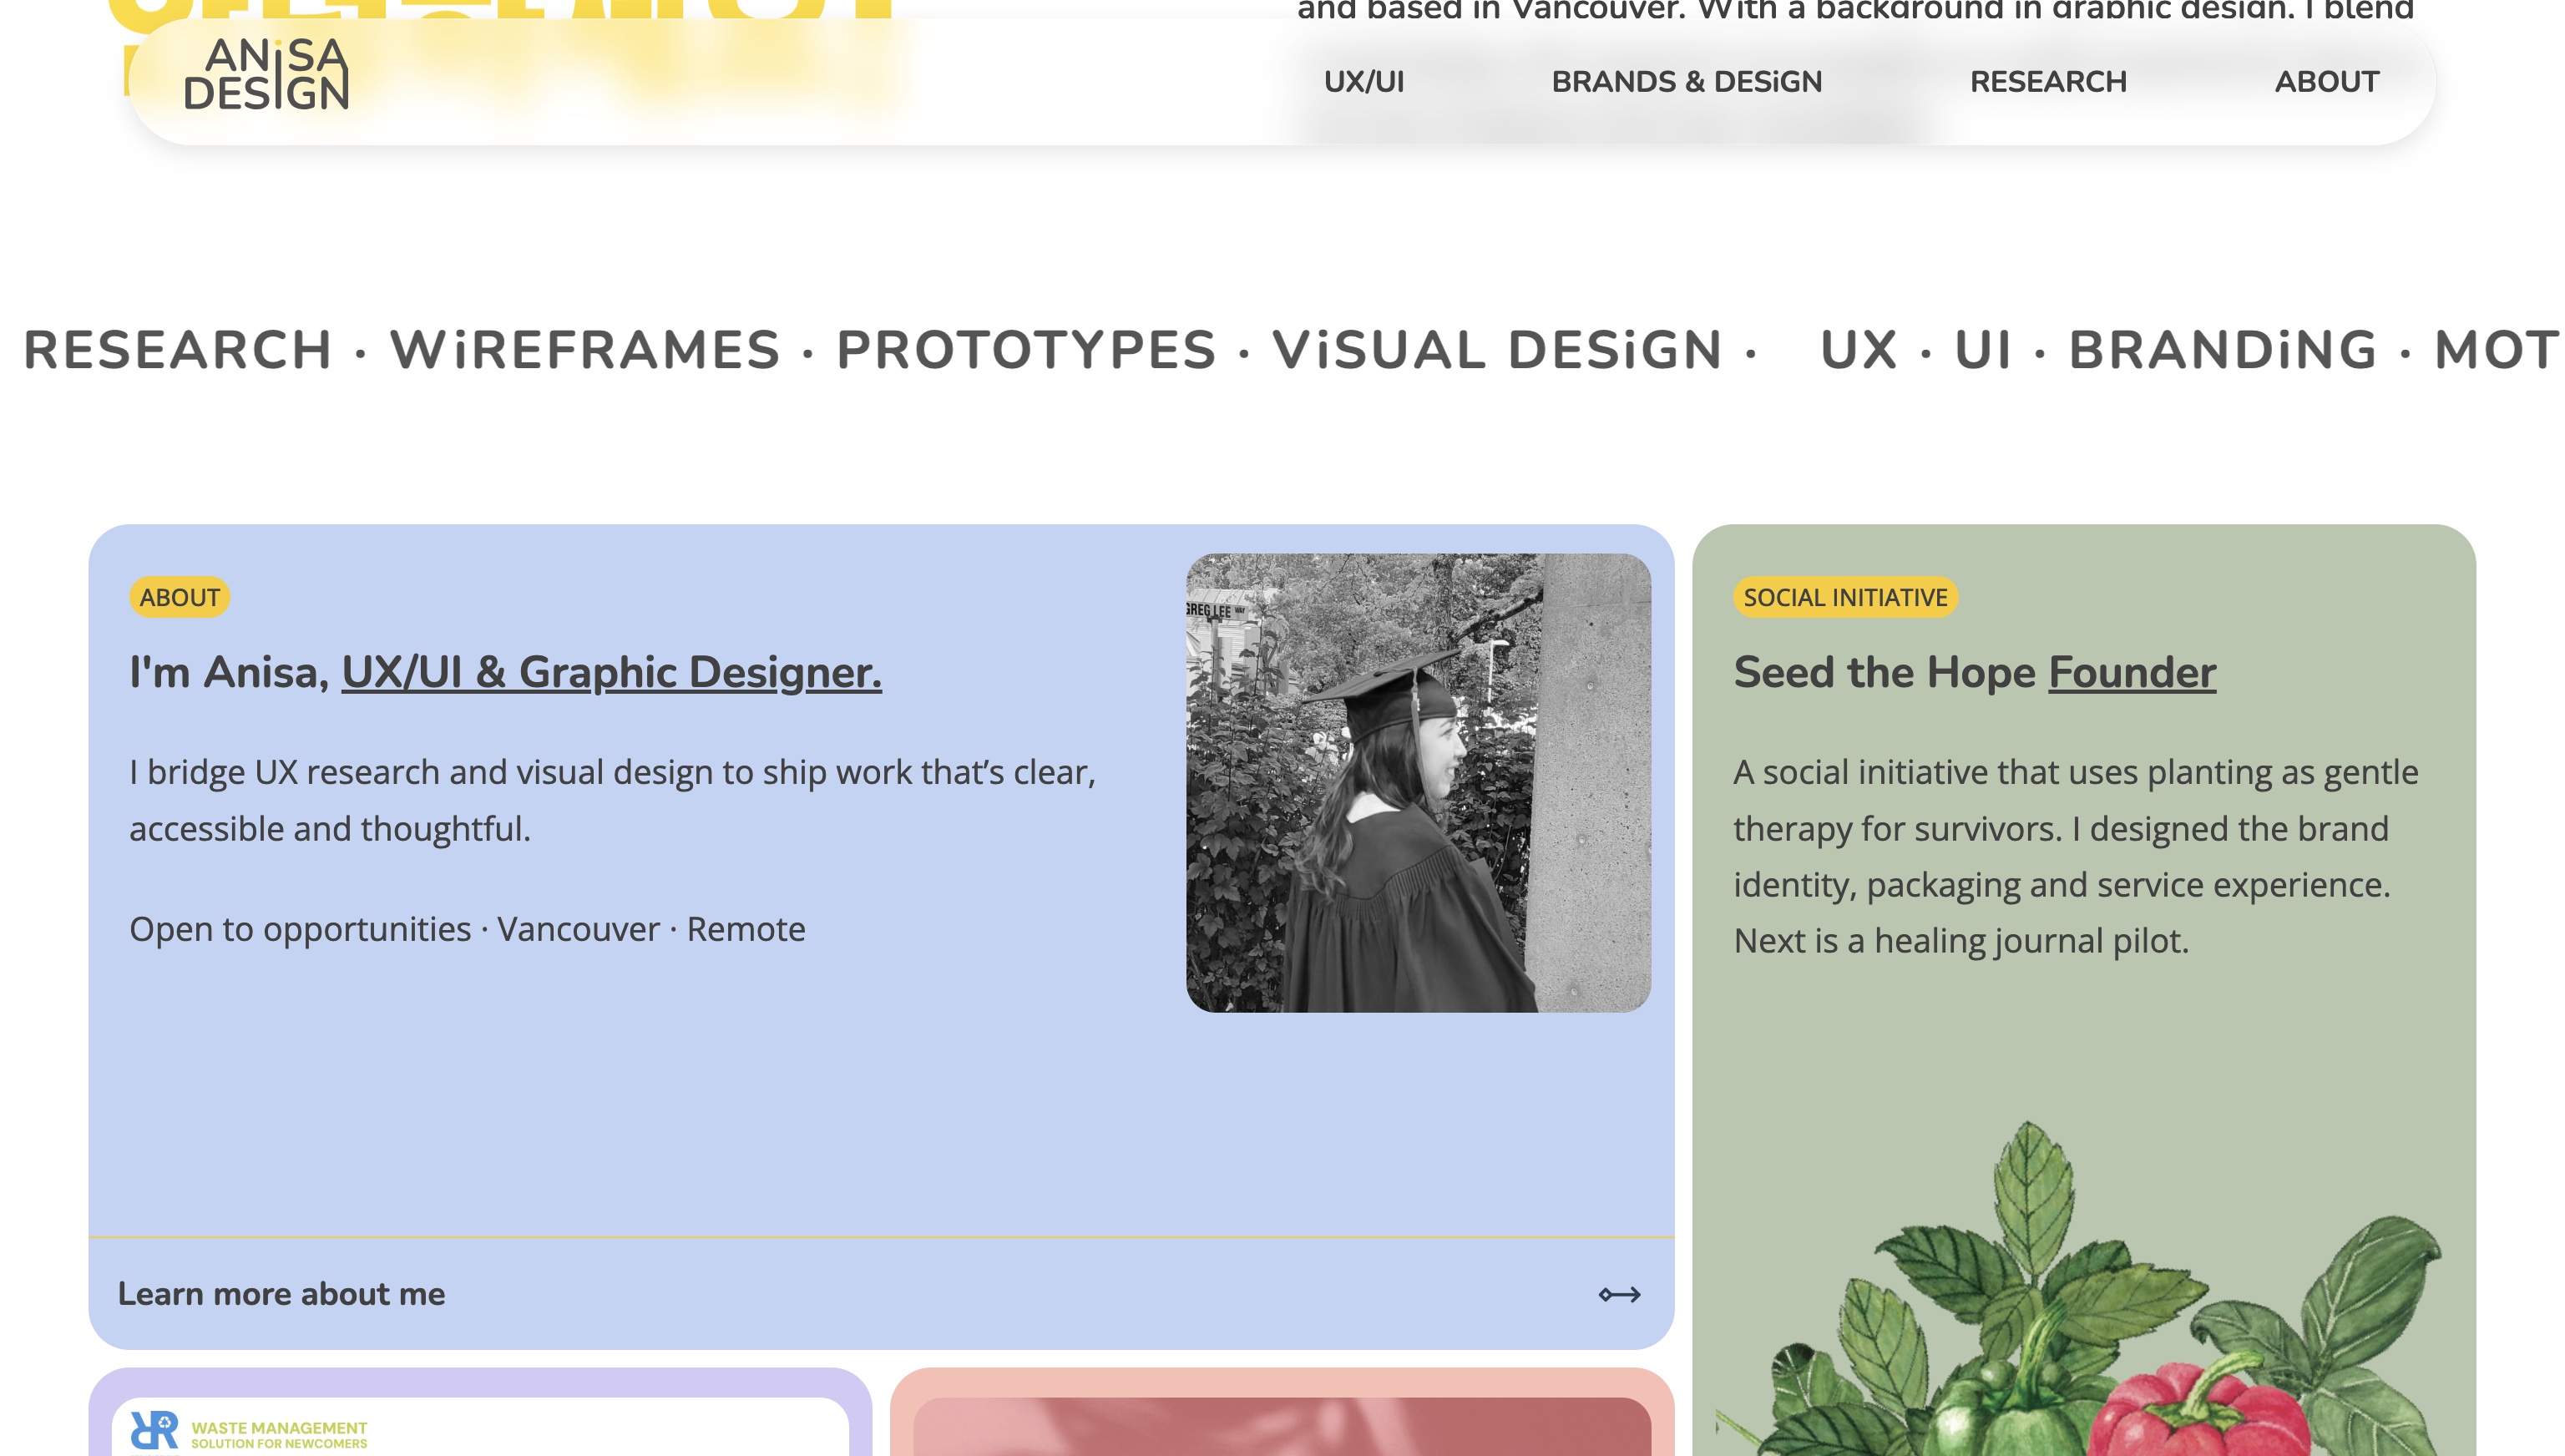 and based in Vancouver. With a background in graphic design, I blend
ANiSA
DESIGN
UX/UI
BRANDS & DESiGN
RESEARCH
ABOUT
RESEARCH · WiREFRAMES · PROTOTYPES · ViSUAL DESiGN · UX · UI · BRANDiNG · MOT
ABOUT
I'm Anisa, UX/UI & Graphic Designer.
I bridge UX research and visual design to ship work that’s clear,
accessible and thoughtful.
Open to opportunities · Vancouver · Remote
GREG LEE WAY
Learn more about me
SOCIAL INITIATIVE
Seed the Hope Founder
A social initiative that uses planting as gentle
therapy for survivors. I designed the brand
identity, packaging and service experience.
Next is a healing journal pilot.
WASTE MANAGEMENT
SOLUTION FOR NEWCOMERS